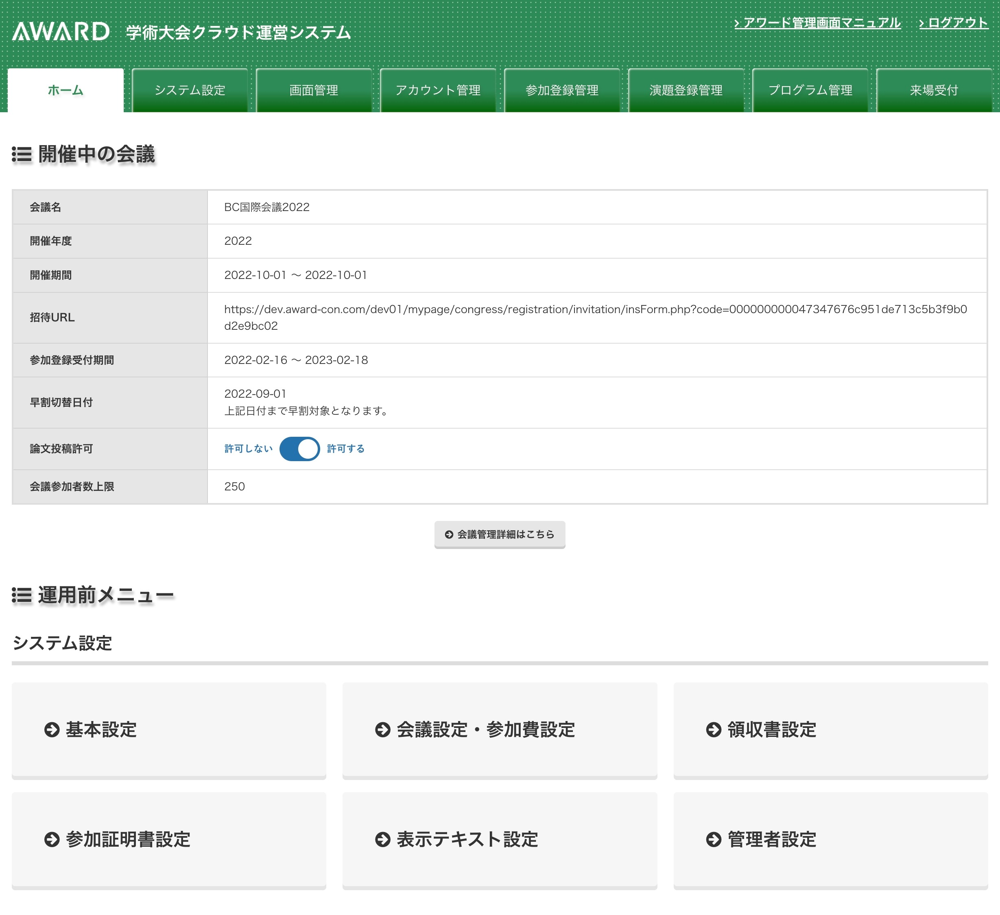 AWARD 学術大会クラウド運営システム
アワード管理画面マニュアル
ログアウト
ホーム
システム設定
画面管理
アカウント管理
参加登録管理
演題登録管理
プログラム管理
来場受付
開催中の会議
会議名
BC国際会議2022
開催年度
2022
開催期間
2022-10-01 ～ 2022-10-01
招待URL
https://dev.award-con.com/dev01/mypage/congress/registration/invitation/insForm.php?code=000000000047347676c951de713c5b3f9b0
d2e9bc02
参加登録受付期間
2022-02-16 ～ 2023-02-18
早割切替日付
2022-09-01
上記日付まで早割対象となります。
論文投稿許可
許可しない 許可する
会議参加者数上限
250
会議管理詳細はこちら
運用前メニュー
システム設定
基本設定
会議設定・参加費設定
領収書設定
参加証明書設定
表示テキスト設定
管理者設定